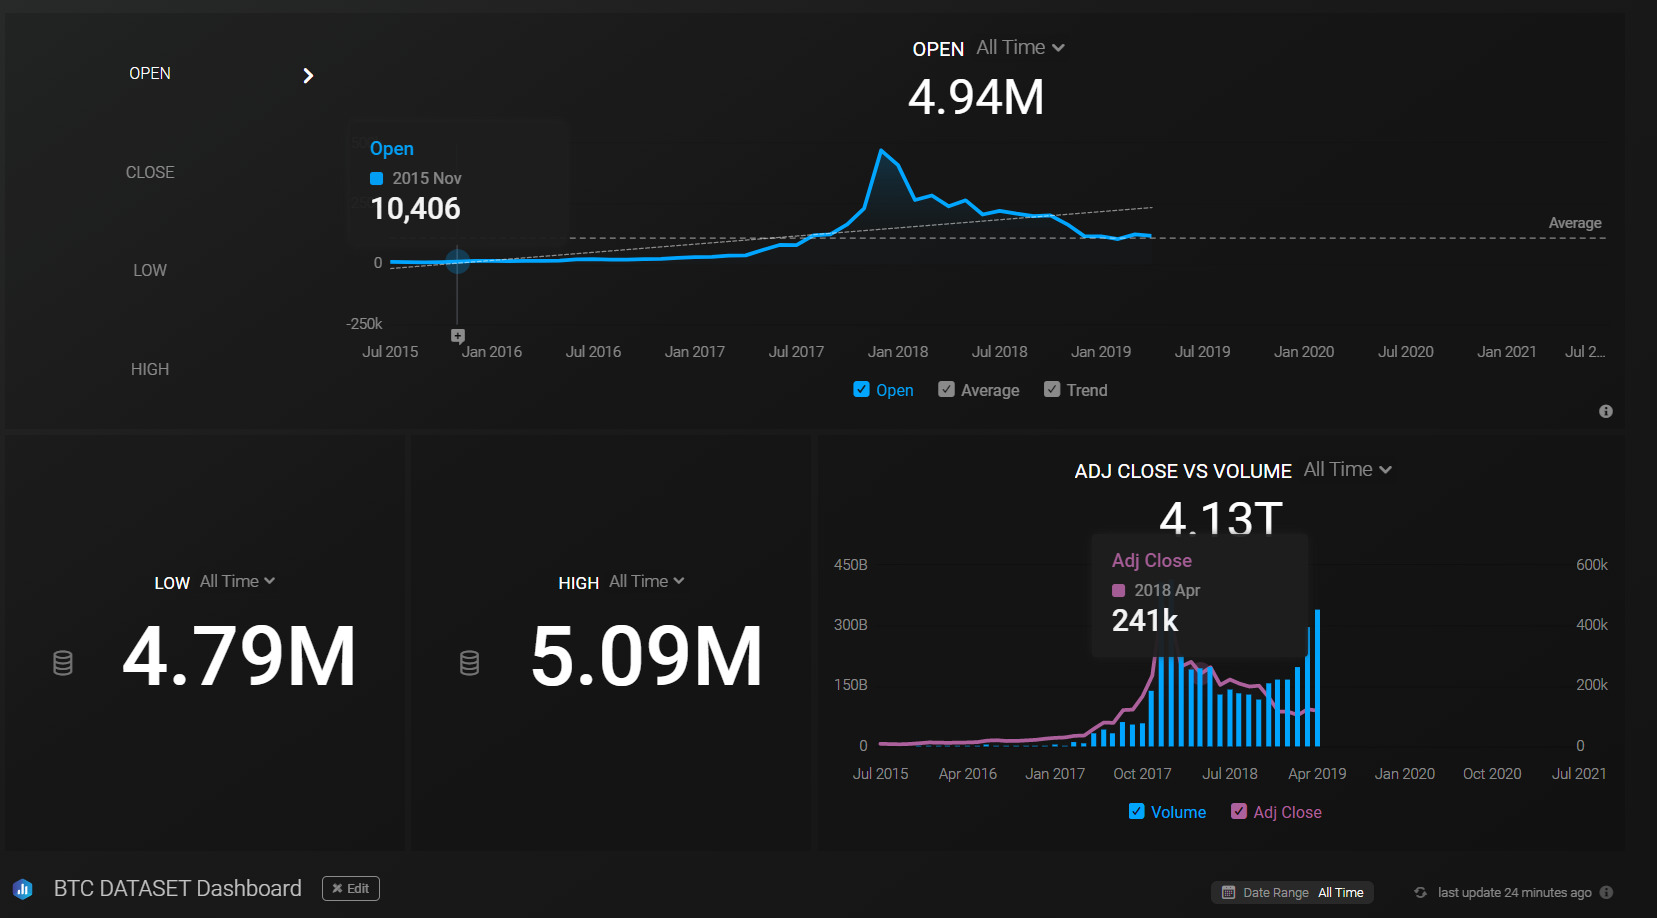 OPEN
CLOSE
LOW
HIGH
OPEN All Time
4.94M
Open
2015 Nov
10,406
0
-250k
Average
Jul 2015 Jan 2016 Jul 2016 Jan 2017 Jul 2017 Jan 2018 Jul 2018 Jan 2019 Jul 2019 Jan 2020 Jul 2020 Jan 2021 Jul 2...
Open Average Trend
LOW All Time
4.79M
HIGH All Time
5.09M
ADJ CLOSE VS VOLUME All Time
4.13T
Adj Close
2018 Apr
241k
450B 600k
300B 400k
150B 200k
0 0
Jul 2015 Apr 2016 Jan 2017 Oct 2017 Jul 2018 Apr 2019 Jan 2020 Oct 2020 Jul 2021
Volume Adj Close
BTC DATASET Dashboard Edit Date Range All Time last update 24 minutes ago